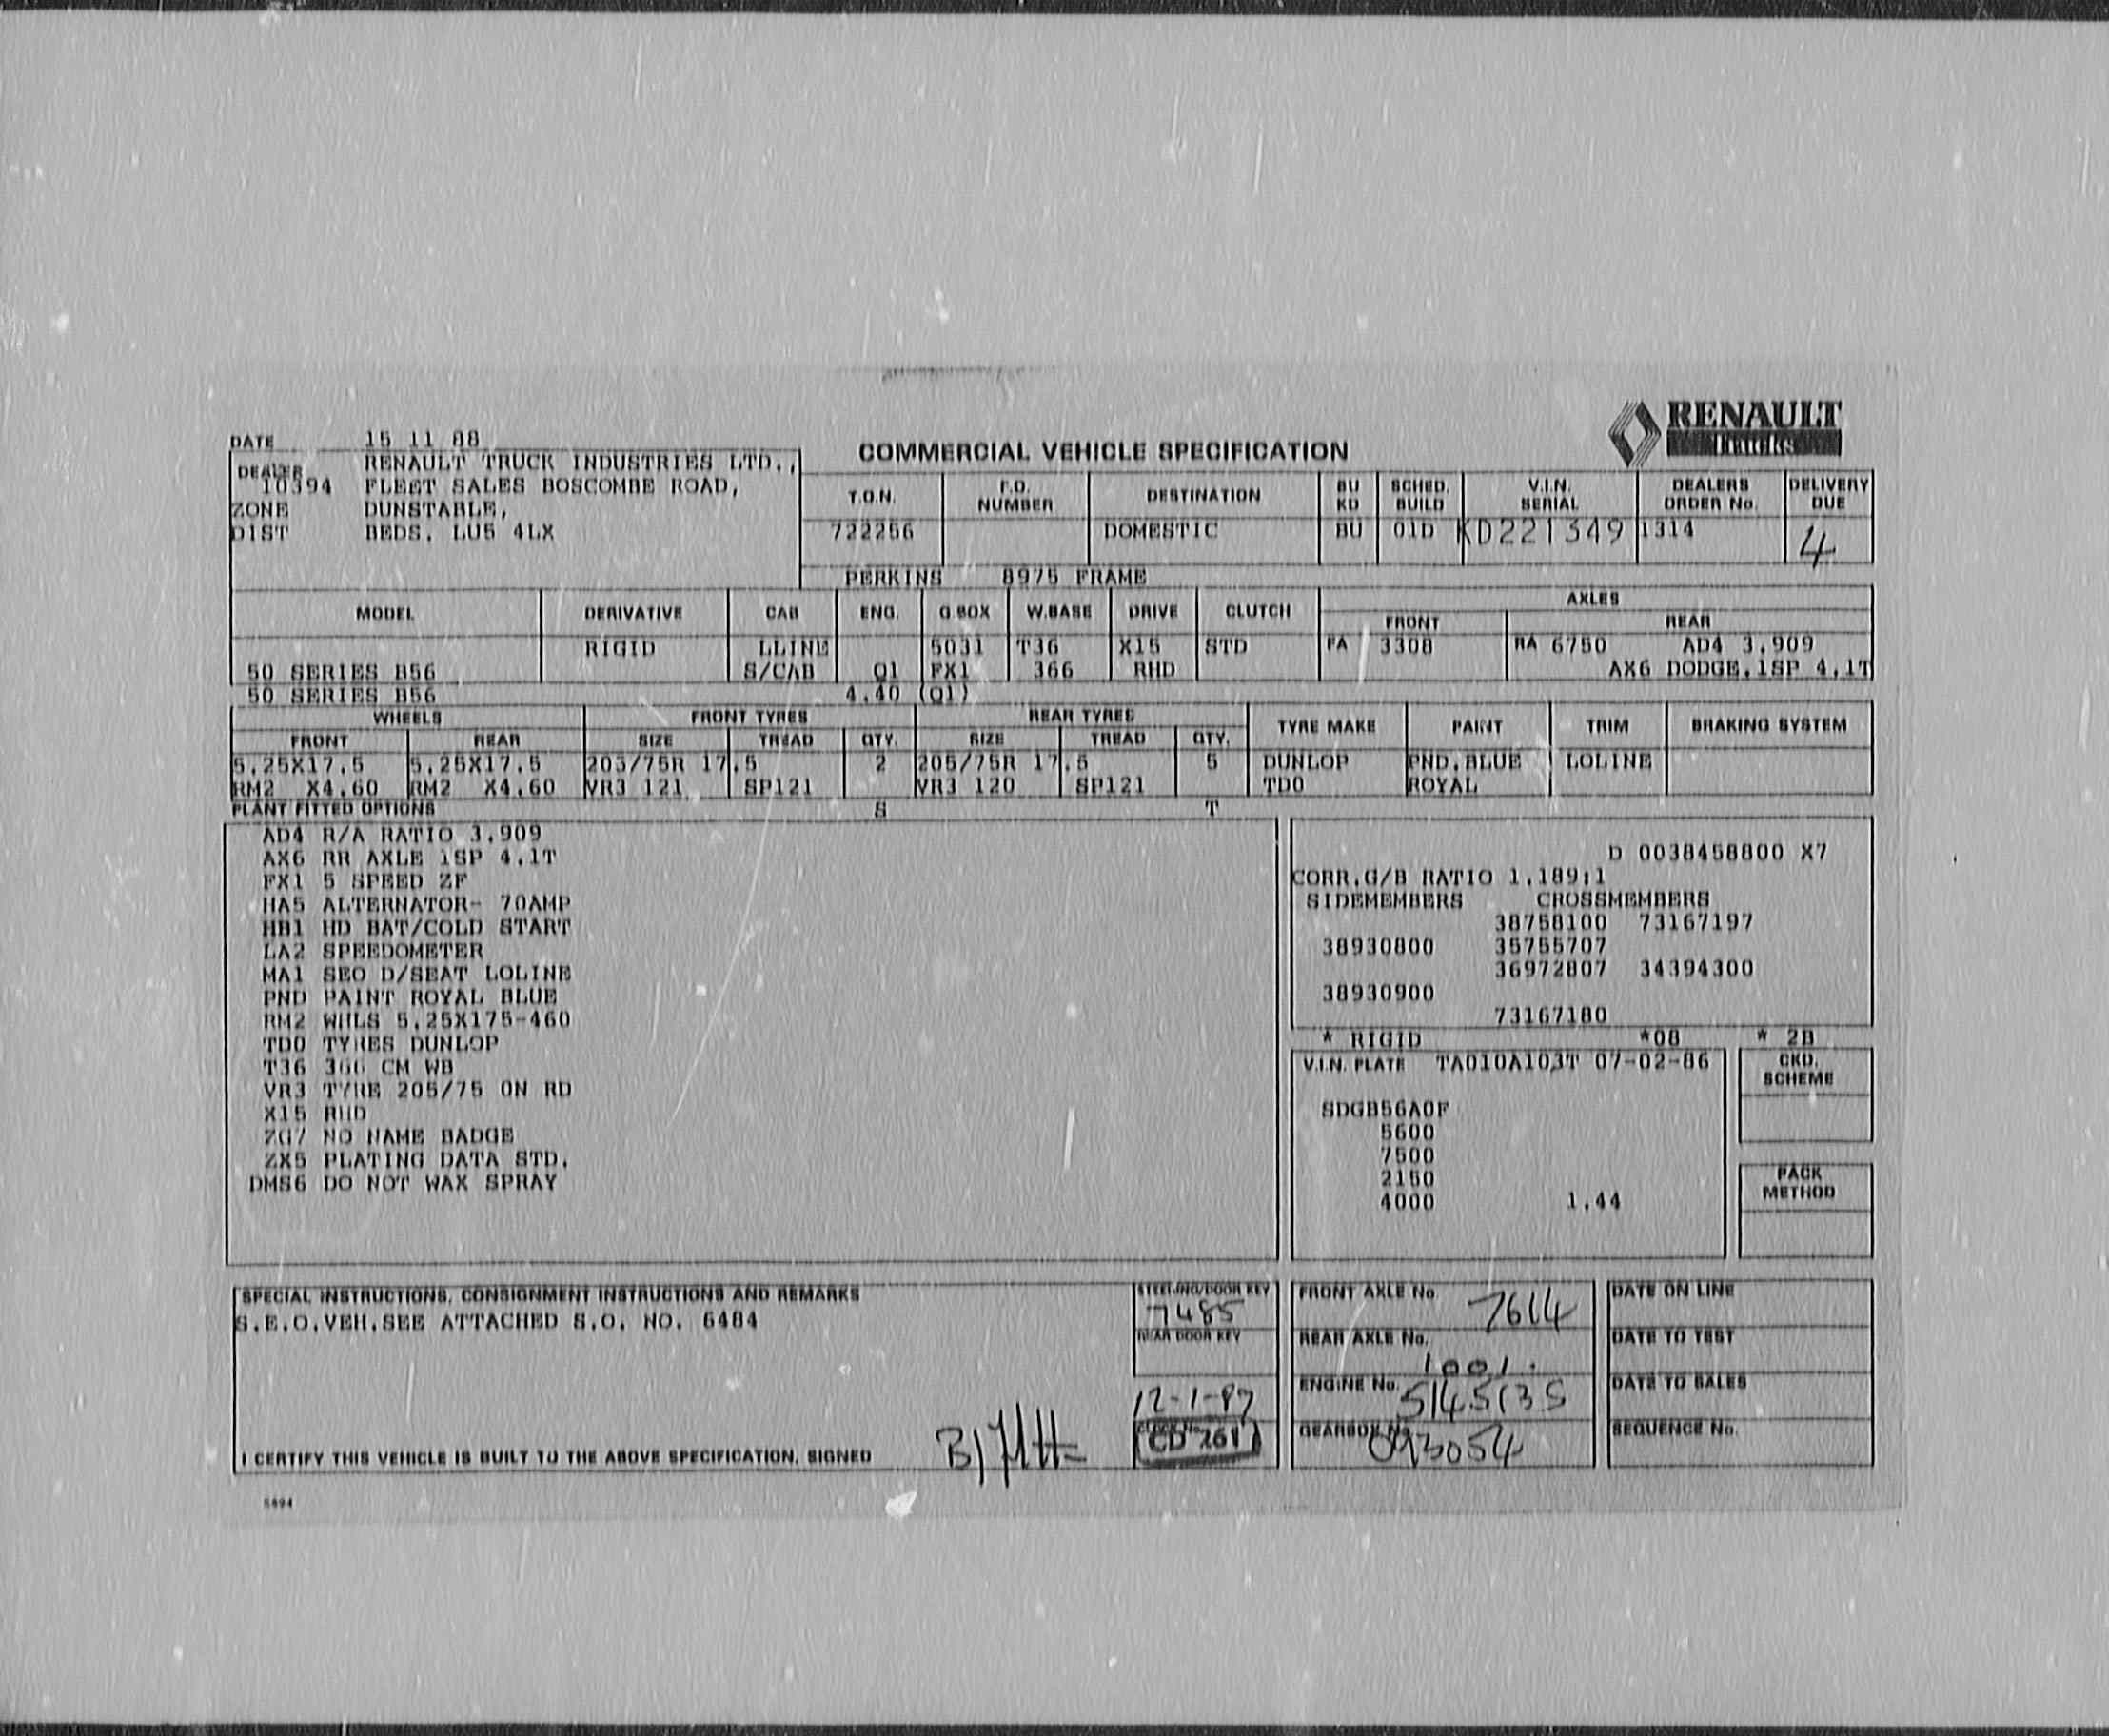 RENAULT
Trucks
DATE 15 11 88
COMMERCIAL VEHICLE SPECIFICATION
DEALER RENAULT TRUCK INDUSTRIES LTD.,
10394 FLEET SALES BOSCOMBE ROAD,
ZONE DUNSTABLE,
DIST BEDS. LU5 4LX
T.O.N. F.O. NUMBER DESTINATION BU KD SCHED. BUILD V.I.N. SERIAL DEALERS ORDER No. DELIVERY DUE
722256 DOMESTIC BU 01D KD221349 1314 4
PERKINS 8975 FRAME
MODEL DERIVATIVE CAB ENG. G.BOX W.BASE DRIVE CLUTCH AXLES
FRONT REAR
RIGID LLINE 5031 T36 X15 STD FA 3308 RA 6750 AD4 3.909
50 SERIES B56 S/CAB Q1 FX1 366 RHD AX6 DODGE.1SP 4.1T
50 SERIES B56 4.40 (Q1)
WHEELS FRONT TYRES REAR TYRES TYRE MAKE PAINT TRIM BRAKING SYSTEM
FRONT REAR SIZE TREAD QTY. SIZE TREAD QTY.
5.25X17.5 5.25X17.5 205/75R 17.5 2 205/75R 17.5 5 DUNLOP PND.BLUE LOLINE
RM2 X4.60 RM2 X4.60 VR3 121 SP121 VR3 120 SP121 TD0 ROYAL
PLANT FITTED OPTIONS S T
AD4 R/A RATIO 3.909
AX6 RR AXLE 1SP 4.1T
FX1 5 SPEED ZF
HA5 ALTERNATOR- 70AMP
HB1 HD BAT/COLD START
LA2 SPEEDOMETER
MA1 SEO D/SEAT LOLINE
PND PAINT ROYAL BLUE
RM2 WHLS 5.25X175-460
TD0 TYRES DUNLOP
T36 366 CM WB
VR3 TYRE 205/75 ON RD
X15 RHD
ZG7 NO NAME BADGE
ZX5 PLATING DATA STD.
DMS6 DO NOT WAX SPRAY
D 0038458800 X7
CORR.G/B RATIO 1.189:1
SIDEMEMBERS CROSSMEMBERS
38758100 73167197
38930800 35755707
36972807 34394300
38930900
73167180
* RIGID *08 * 2B
V.I.N. PLATE TA010A103T 07-02-86
SDGB56A0F
5600
7500
2150
4000 1.44
CKD. SCHEME
PACK METHOD
SPECIAL INSTRUCTIONS, CONSIGNMENT INSTRUCTIONS AND REMARKS
S.E.O.VEH.SEE ATTACHED S.O. NO. 6484
I CERTIFY THIS VEHICLE IS BUILT TO THE ABOVE SPECIFICATION. SIGNED
STEERING/DOOR KEY
7485
REAR DOOR KEY
12-1-87
CD 761
FRONT AXLE No. 7614
REAR AXLE No. 1001.
ENGINE No. 5145135
GEARBOX No. 093054
DATE ON LINE
DATE TO TEST
DATE TO SALES
SEQUENCE No.